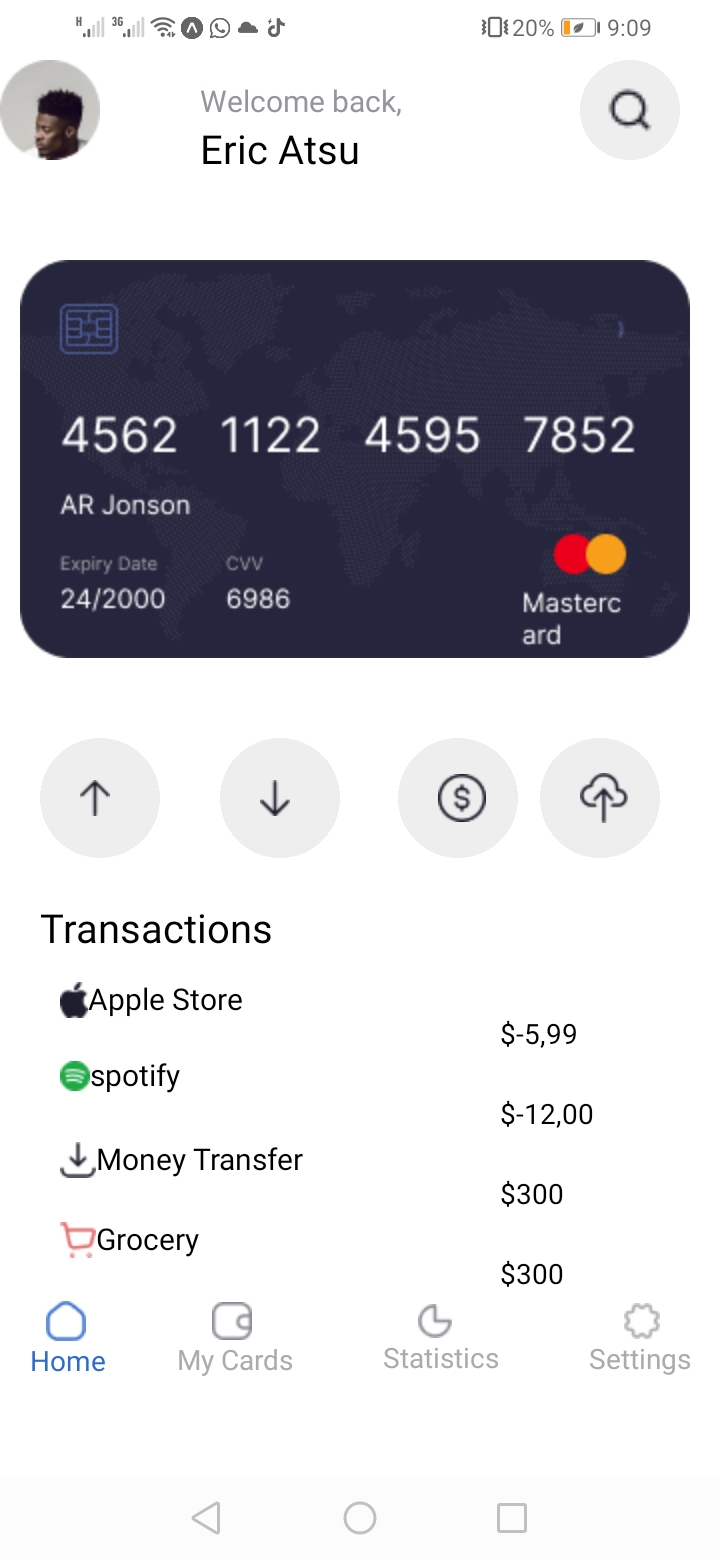 H 3G 20% 9:09
Welcome back,
Eric Atsu
4562 1122 4595 7852
AR Jonson
Expiry Date CVV
24/2000 6986
Masterc
ard
Transactions
Apple Store
$-5,99
spotify
$-12,00
Money Transfer
$300
Grocery
$300
Home My Cards Statistics Settings